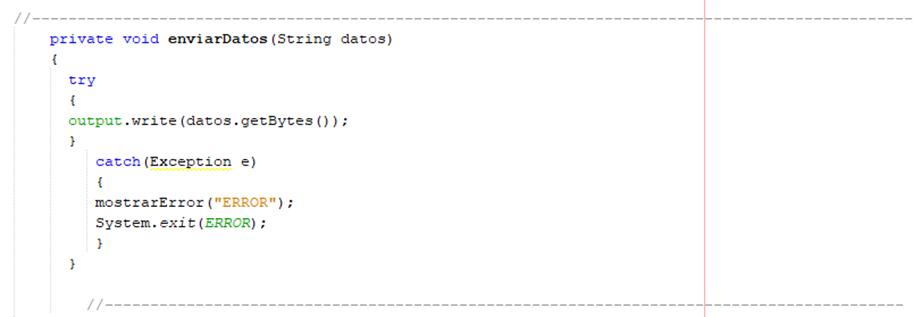 //------------------------------------------------------------------------------------------------
private void enviarDatos(String datos)
{
try
{
output.write(datos.getBytes());
}
catch(Exception e)
{
mostrarError("ERROR");
System.exit(ERROR);
}
}
//----------------------------------------------------------------------------------------